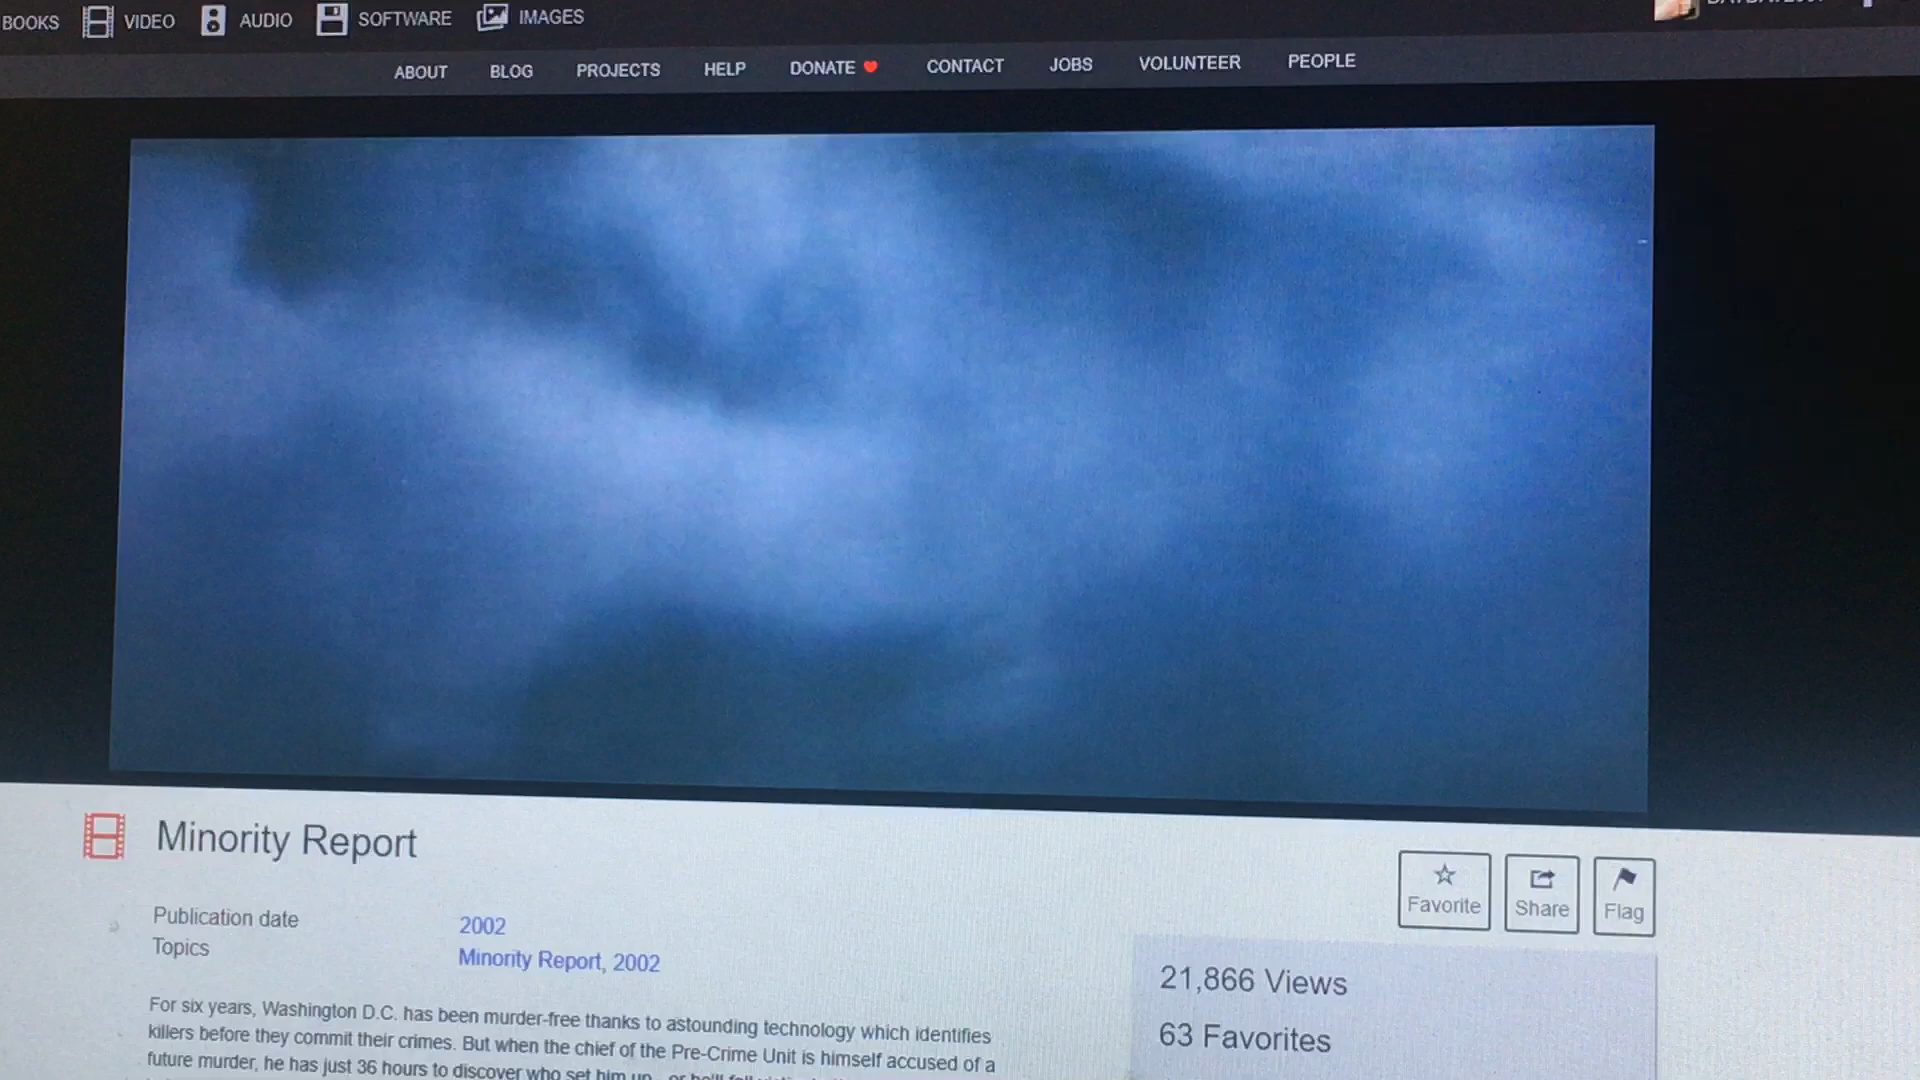 BOOKS VIDEO AUDIO SOFTWARE IMAGES
ABOUT BLOG PROJECTS HELP DONATE CONTACT JOBS VOLUNTEER PEOPLE
Minority Report
Favorite Share Flag
Publication date 2002
Topics Minority Report, 2002
21,866 Views
63 Favorites
For six years, Washington D.C. has been murder-free thanks to astounding technology which identifies
killers before they commit their crimes. But when the chief of the Pre-Crime Unit is himself accused of a
future murder, he has just 36 hours to discover who set him up